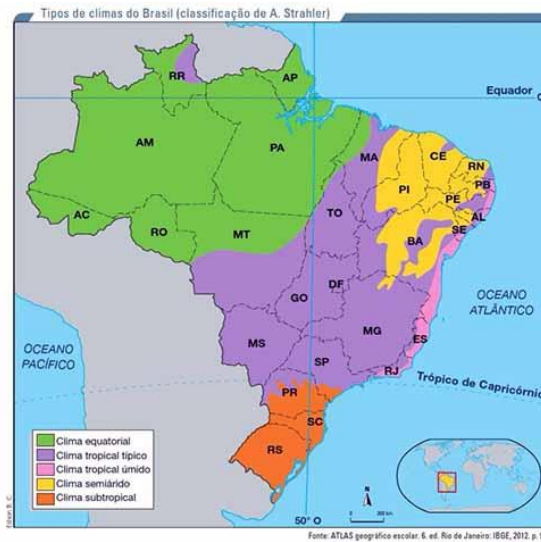 Tipos de climas do Brasil (classificação de A. Strahler)
Equador
RR
AP
AM
PA
MA
CE
RN
PB
PI
PE
AL
SE
AC
RO
TO
MT
BA
DF
GO
OCEANO
ATLÂNTICO
OCEANO
PACÍFICO
MS
MG
ES
SP
RJ
Trópico de Capricórnio
PR
SC
RS
Clima equatorial
Clima tropical típico
Clima tropical úmido
Clima semiárido
Clima subtropical
50° O
N
Fonte: ATLAS geográfico escolar. 6. ed. Rio de Janeiro: IBGE, 2012. p.